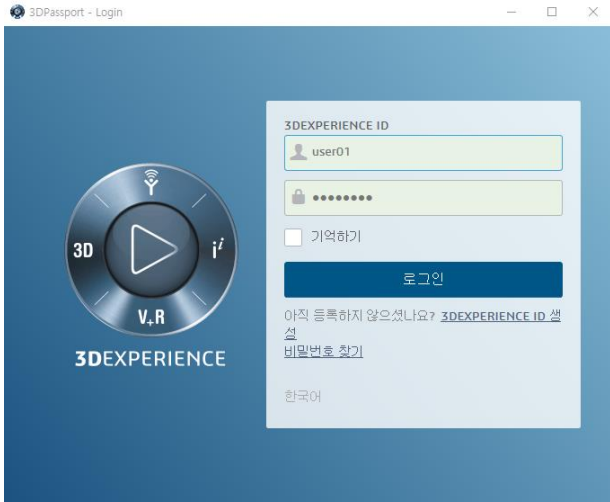 3DPassport - Login
3DEXPERIENCE ID
user01
••••••••
기억하기
로그인
아직 등록하지 않으셨나요? 3DEXPERIENCE ID 생
성
비밀번호 찾기
한국어
3D
i i
V+R
3DEXPERIENCE